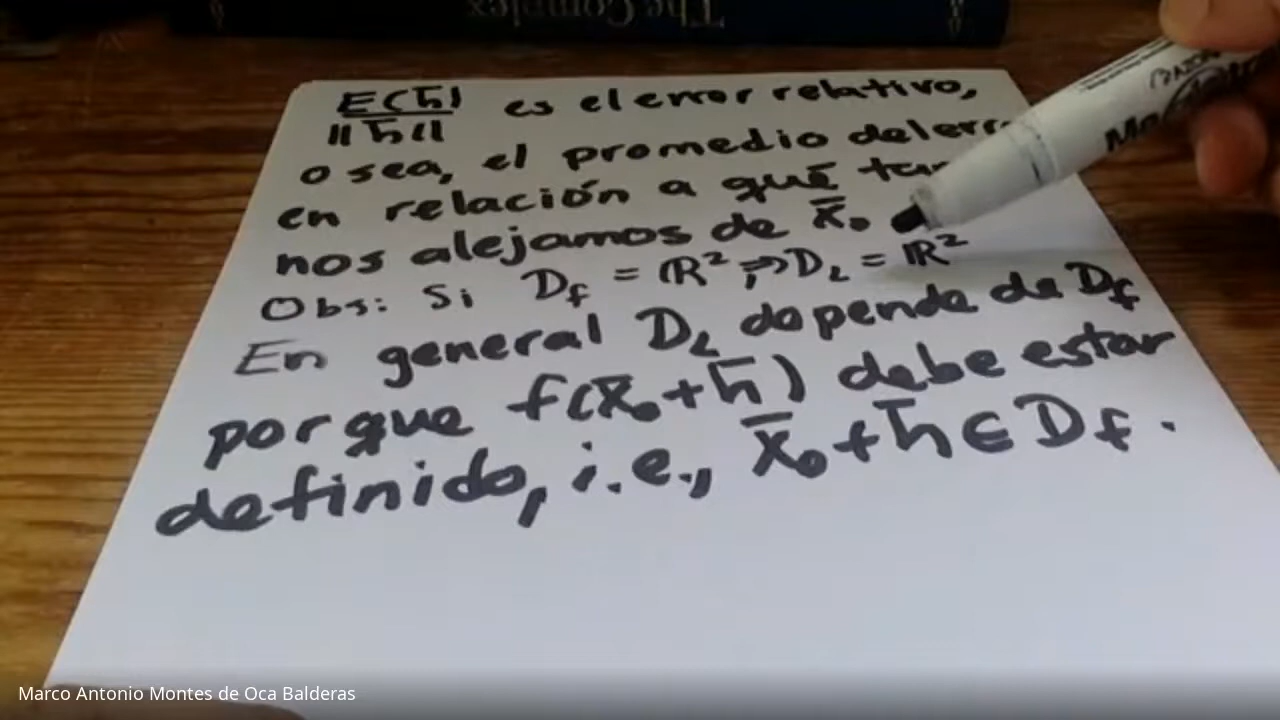 The Complex
E(h̄)
‖h̄‖ es el error relativo,
o sea, el promedio del
en relación a qué
nos alejamos de x̄₀
Obs: Si D_f = ℝ², ⇒ D_L = ℝ²
En general D_L depende de D_f
porque f(x̄₀+h̄) debe estar
definido, i.e., x̄₀+h̄ ∈ D_f.
Marco Antonio Montes de Oca Balderas